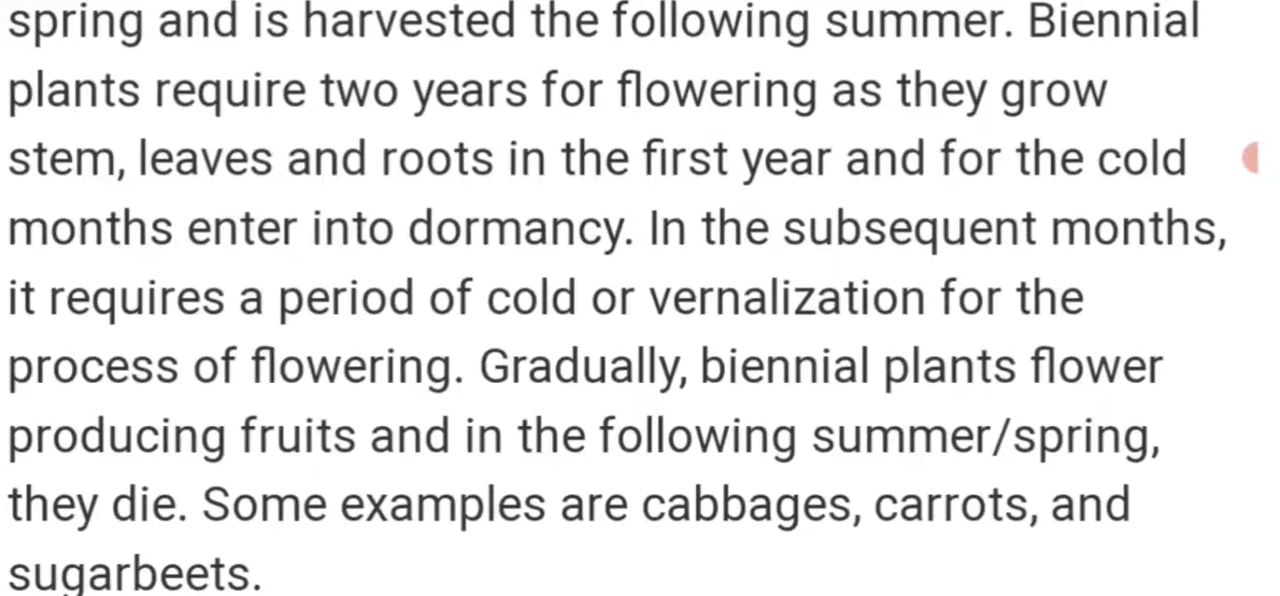 spring and is harvested the following summer. Biennial
plants require two years for flowering as they grow
stem, leaves and roots in the first year and for the cold
months enter into dormancy. In the subsequent months,
it requires a period of cold or vernalization for the
process of flowering. Gradually, biennial plants flower
producing fruits and in the following summer/spring,
they die. Some examples are cabbages, carrots, and
sugarbeets.